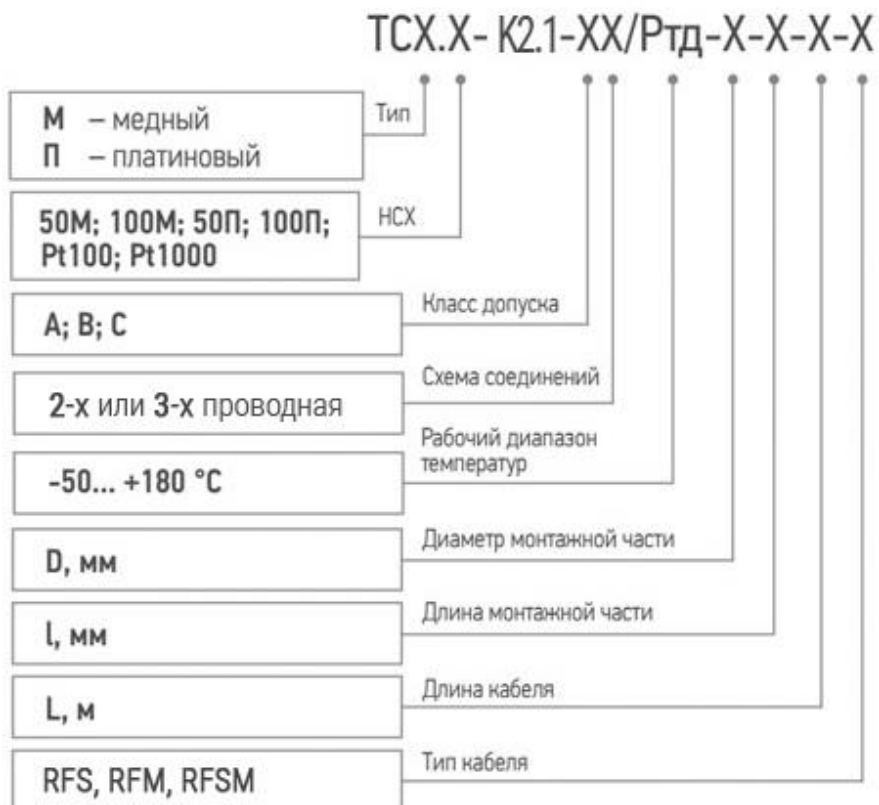 ТСХ.Х- К2.1-ХХ/Ртд-Х-Х-Х-Х
М – медный
П – платиновый
Тип
50М; 100М; 50П; 100П;
Pt100; Pt1000
НСХ
А; В; С
Класс допуска
2-х или 3-х проводная
Схема соединений
-50... +180 °С
Рабочий диапазон
температур
D, мм
Диаметр монтажной части
l, мм
Длина монтажной части
L, м
Длина кабеля
RFS, RFM, RFSM
Тип кабеля